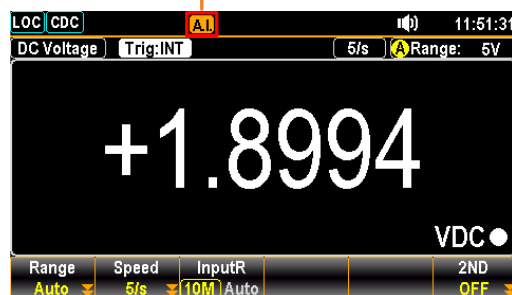 LOC CDC A.I. 11:51:31
DC Voltage Trig:INT 5/s A Range: 5V
+1.8994
VDC
Range Speed InputR 2ND
Auto 5/s 10M Auto OFF